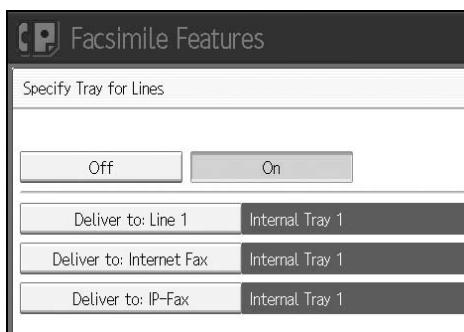 Facsimile Features
Specify Tray for Lines
Off
On
Deliver to: Line 1
Internal Tray 1
Deliver to: Internet Fax
Internal Tray 1
Deliver to: IP-Fax
Internal Tray 1